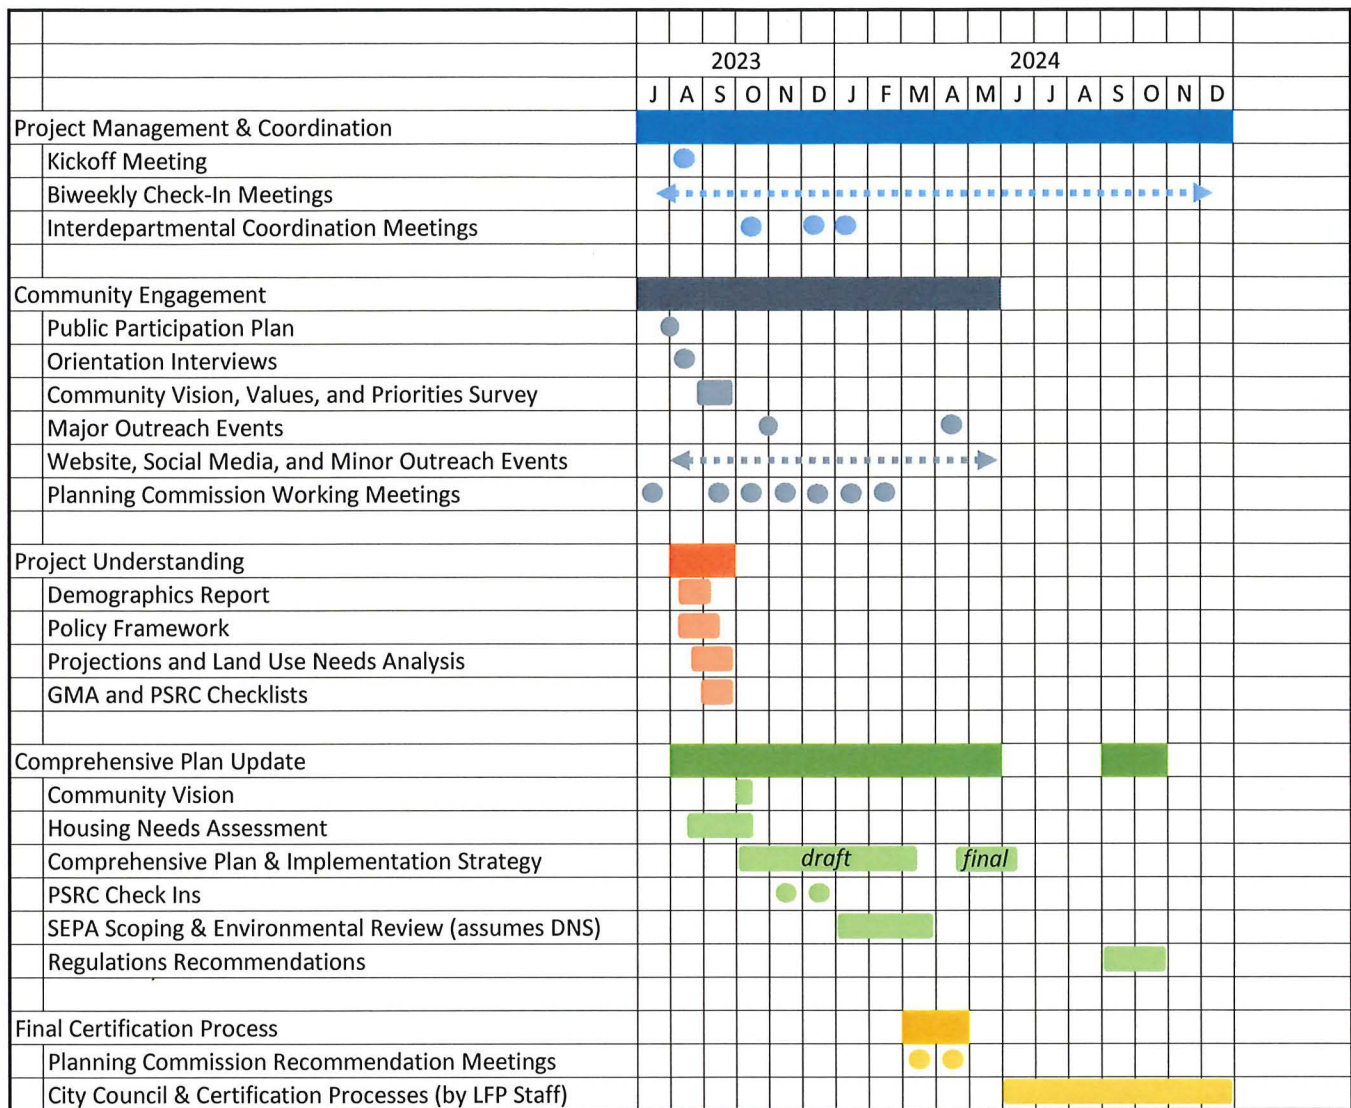 2023 2024
J A S O N D J F M A M J J A S O N D
Project Management & Coordination
Kickoff Meeting
Biweekly Check-In Meetings
Interdepartmental Coordination Meetings
Community Engagement
Public Participation Plan
Orientation Interviews
Community Vision, Values, and Priorities Survey
Major Outreach Events
Website, Social Media, and Minor Outreach Events
Planning Commission Working Meetings
Project Understanding
Demographics Report
Policy Framework
Projections and Land Use Needs Analysis
GMA and PSRC Checklists
Comprehensive Plan Update
Community Vision
Housing Needs Assessment
Comprehensive Plan & Implementation Strategy draft final
PSRC Check Ins
SEPA Scoping & Environmental Review (assumes DNS)
Regulations Recommendations
Final Certification Process
Planning Commission Recommendation Meetings
City Council & Certification Processes (by LFP Staff)